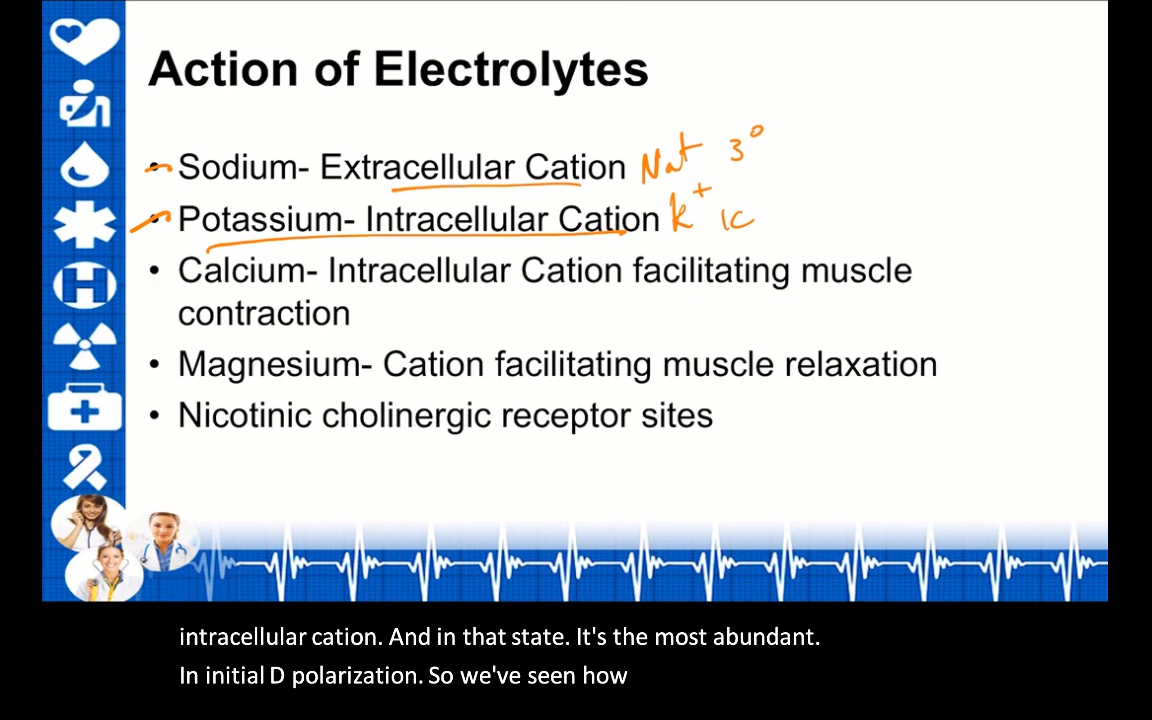 Action of Electrolytes
• Sodium- Extracellular Cation Na+ 3°
• Potassium- Intracellular Cation K+ IC
• Calcium- Intracellular Cation facilitating muscle
contraction
• Magnesium- Cation facilitating muscle relaxation
• Nicotinic cholinergic receptor sites
H
intracellular cation. And in that state. It's the most abundant.
In initial D polarization. So we've seen how